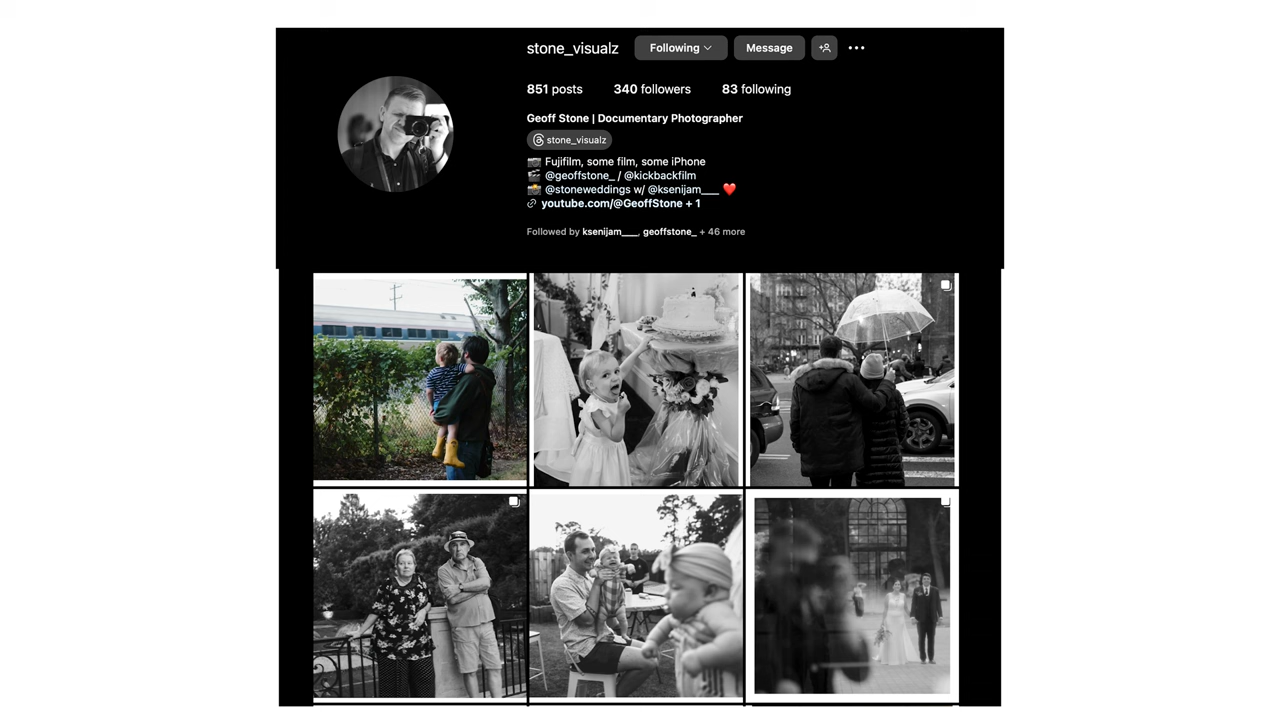 stone_visualz Following Message
851 posts 340 followers 83 following
Geoff Stone | Documentary Photographer
stone_visualz
Fujifilm, some film, some iPhone
@geoffstone_ / @kickbackfilm
@stoneweddings w/ @ksenijam___ ❤️
youtube.com/@GeoffStone + 1
Followed by ksenijam___, geoffstone_ + 46 more